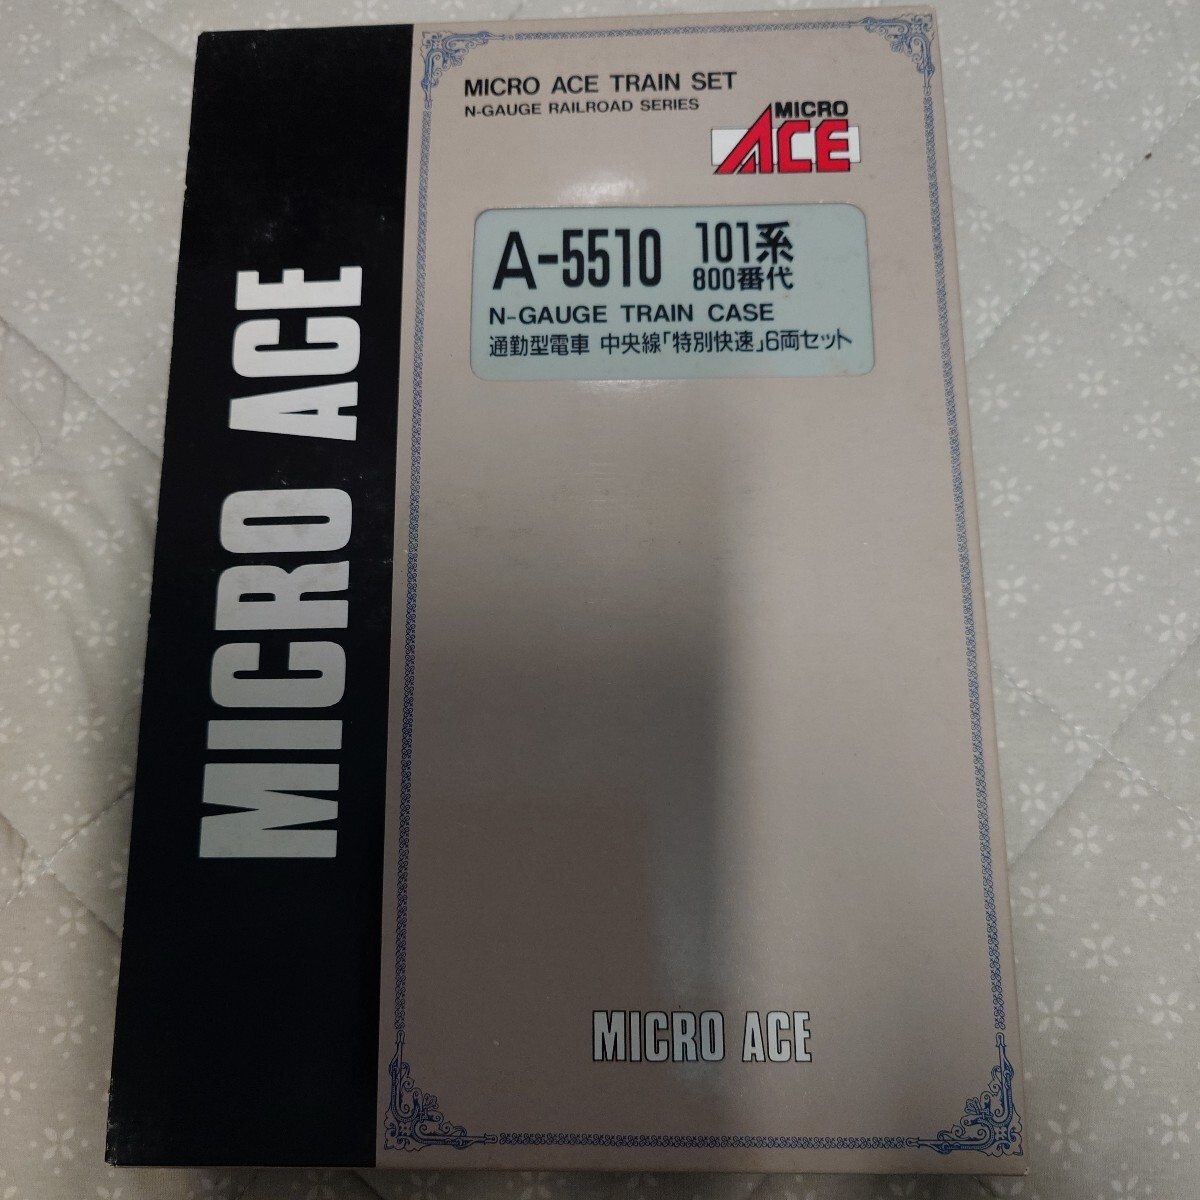 MICRO ACE TRAIN SET
N-GAUGE RAILROAD SERIES
MICRO
ACE
A-5510 101系
800番代
N-GAUGE TRAIN CASE
通勤型電車 中央線「特別快速」6両セット
MICRO ACE
MICRO ACE